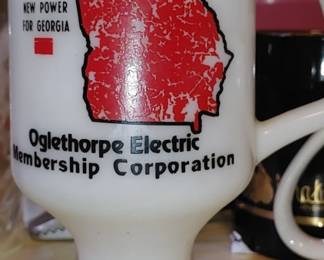 NEW POWER
FOR GEORGIA
Oglethorpe Electric
Membership Corporation